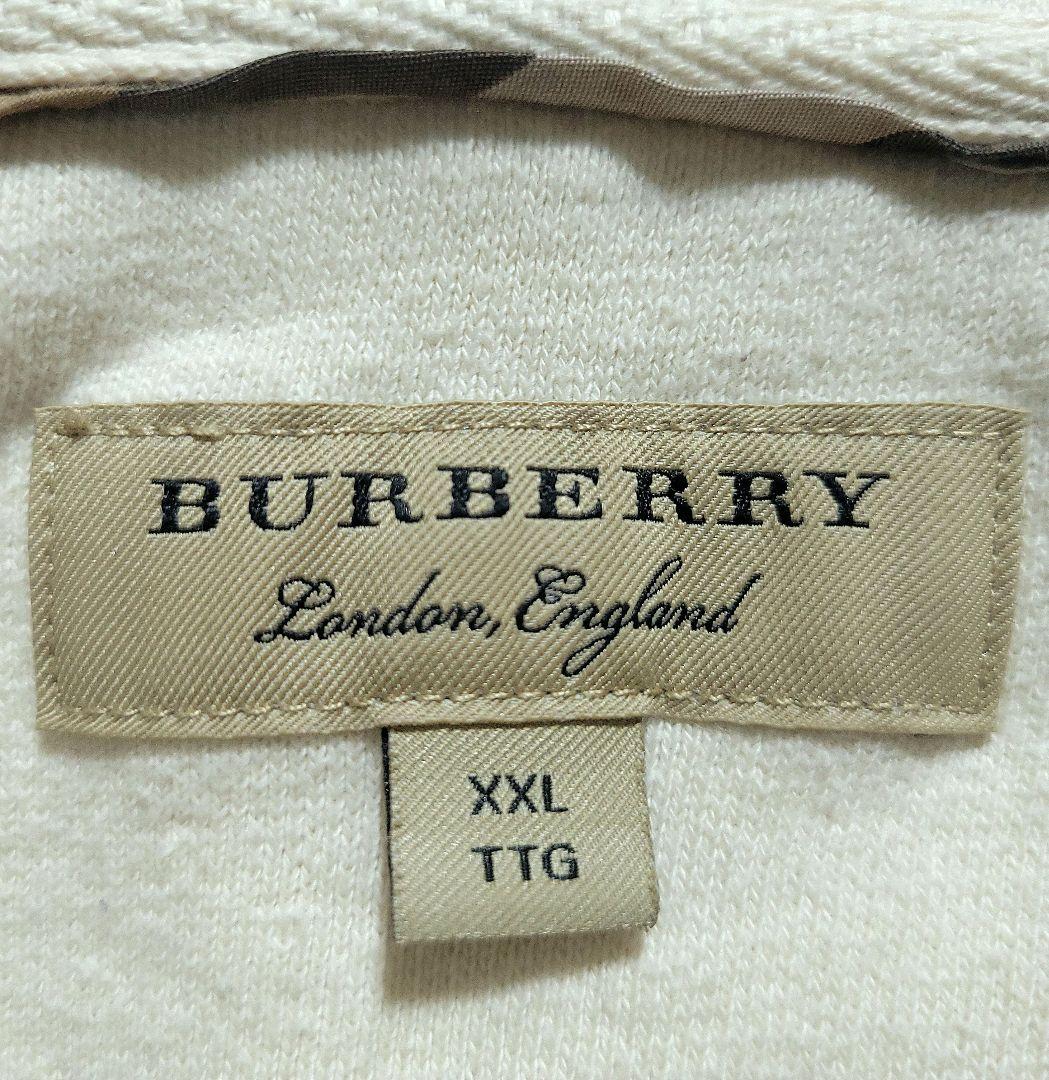 BURBERRY
London, England
XXL
TTG